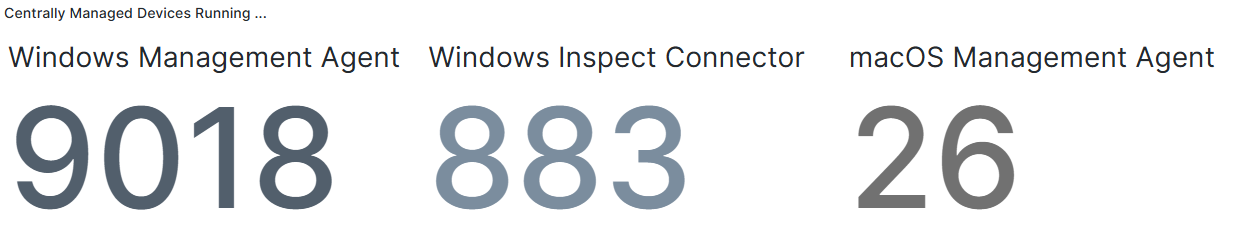 Centrally Managed Devices Running ...
Windows Management Agent Windows Inspect Connector macOS Management Agent
9018 883 26